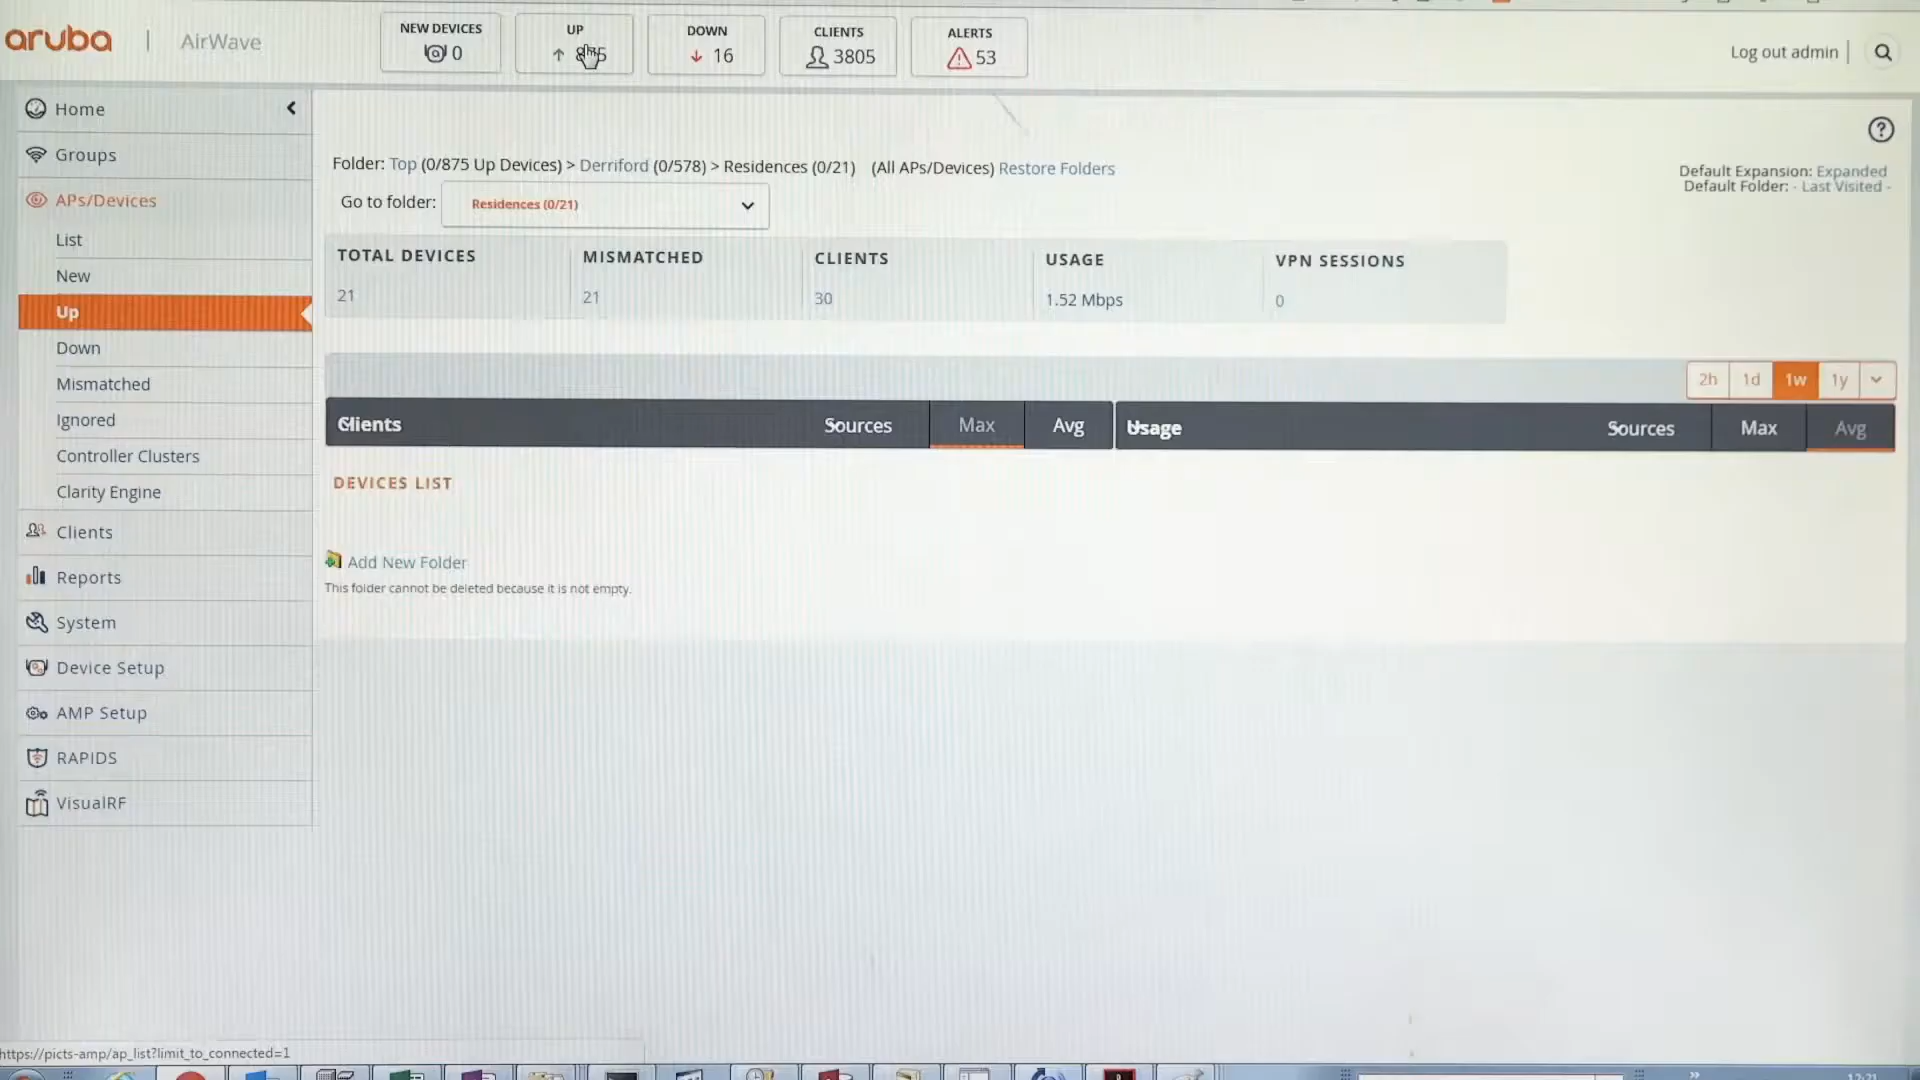 aruba | AirWave
NEW DEVICES
0
UP
DOWN
16
CLIENTS
3805
ALERTS
53
Log out admin
Home
Groups
APs/Devices
List
New
Up
Down
Mismatched
Ignored
Controller Clusters
Clarity Engine
Clients
Reports
System
Device Setup
AMP Setup
RAPIDS
VisualRF
Folder: Top (0/875 Up Devices) > Derriford (0/578) > Residences (0/21) (All APs/Devices) Restore Folders
Go to folder: Residences (0/21)
Default Expansion: Expanded
Default Folder: - Last Visited -
TOTAL DEVICES MISMATCHED CLIENTS USAGE VPN SESSIONS
21 21 30 1.52 Mbps 0
2h 1d 1w 1y
Clients Sources Max Avg Usage Sources Max Avg
DEVICES LIST
Add New Folder
This folder cannot be deleted because it is not empty.
https://picts-amp/ap_list?limit_to_connected=1